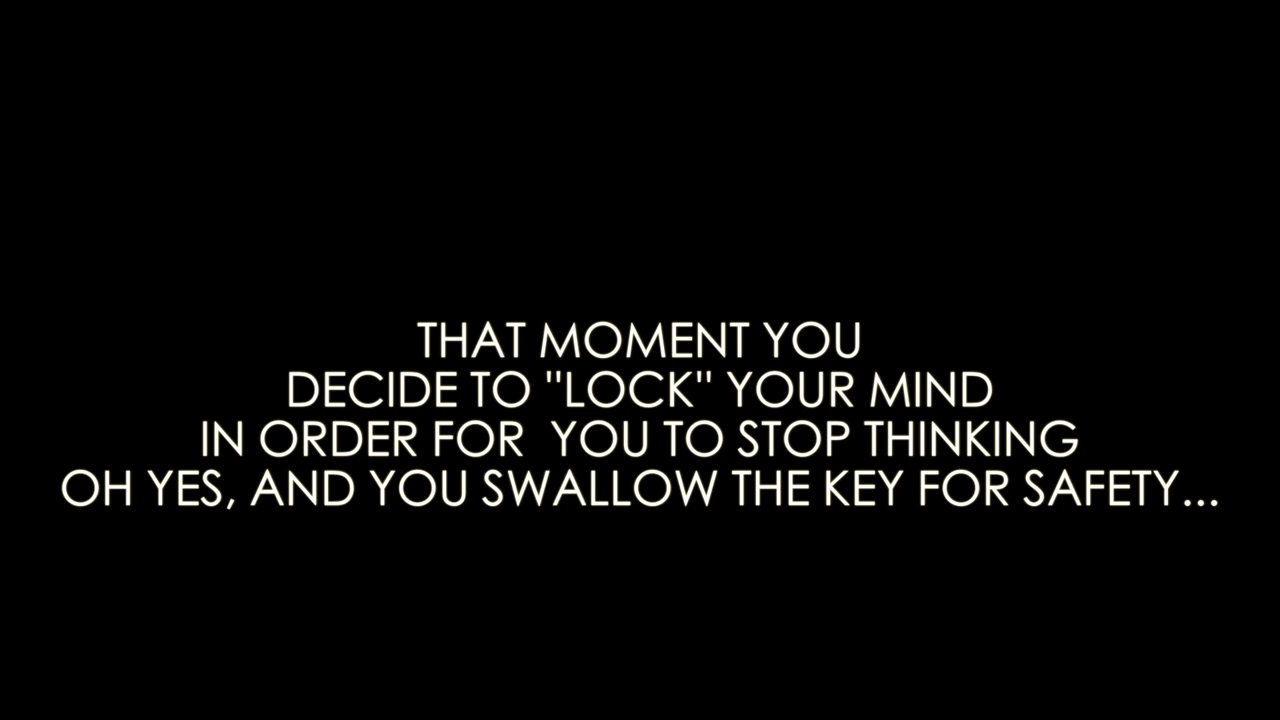 THAT MOMENT YOU
DECIDE TO "LOCK" YOUR MIND
IN ORDER FOR  YOU TO STOP THINKING
OH YES, AND YOU SWALLOW THE KEY FOR SAFETY...